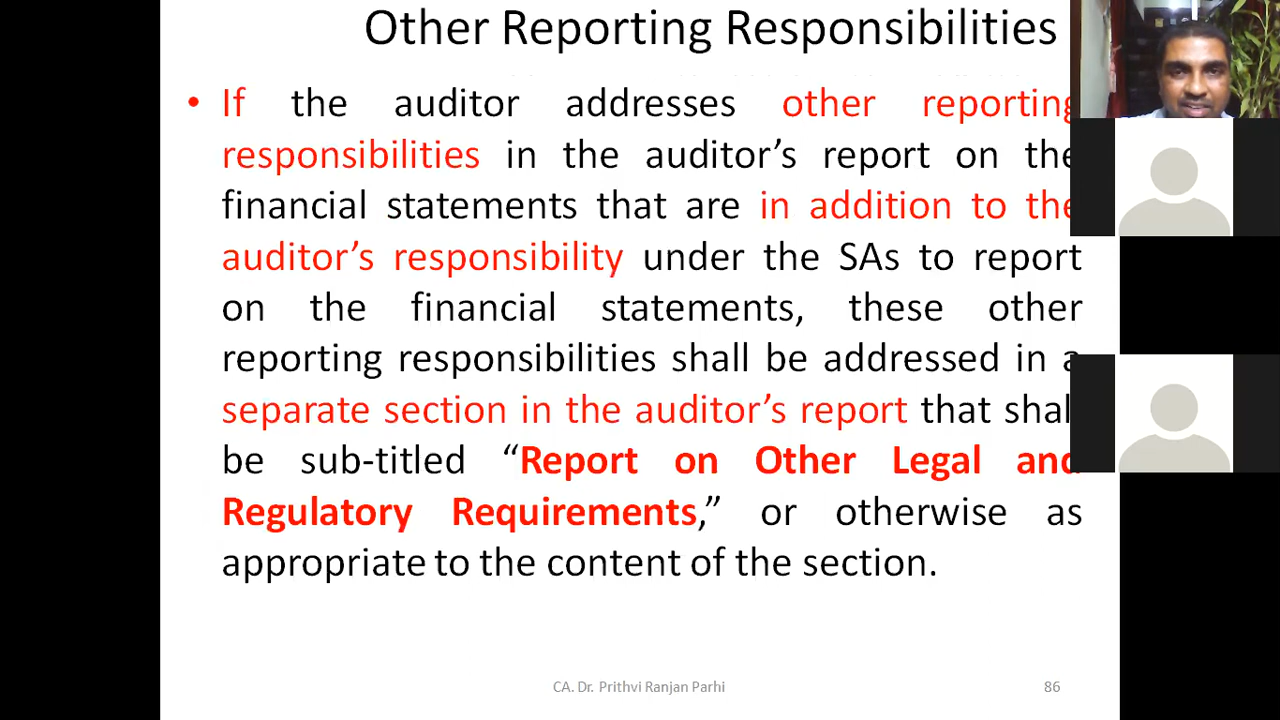 Other Reporting Responsibilities
• If the auditor addresses other reporting
responsibilities in the auditor’s report on the
financial statements that are in addition to the
auditor’s responsibility under the SAs to report
on the financial statements, these other
reporting responsibilities shall be addressed in a
separate section in the auditor’s report that shall
be sub-titled “Report on Other Legal and
Regulatory Requirements,” or otherwise as
appropriate to the content of the section.
CA. Dr. Prithvi Ranjan Parhi
86